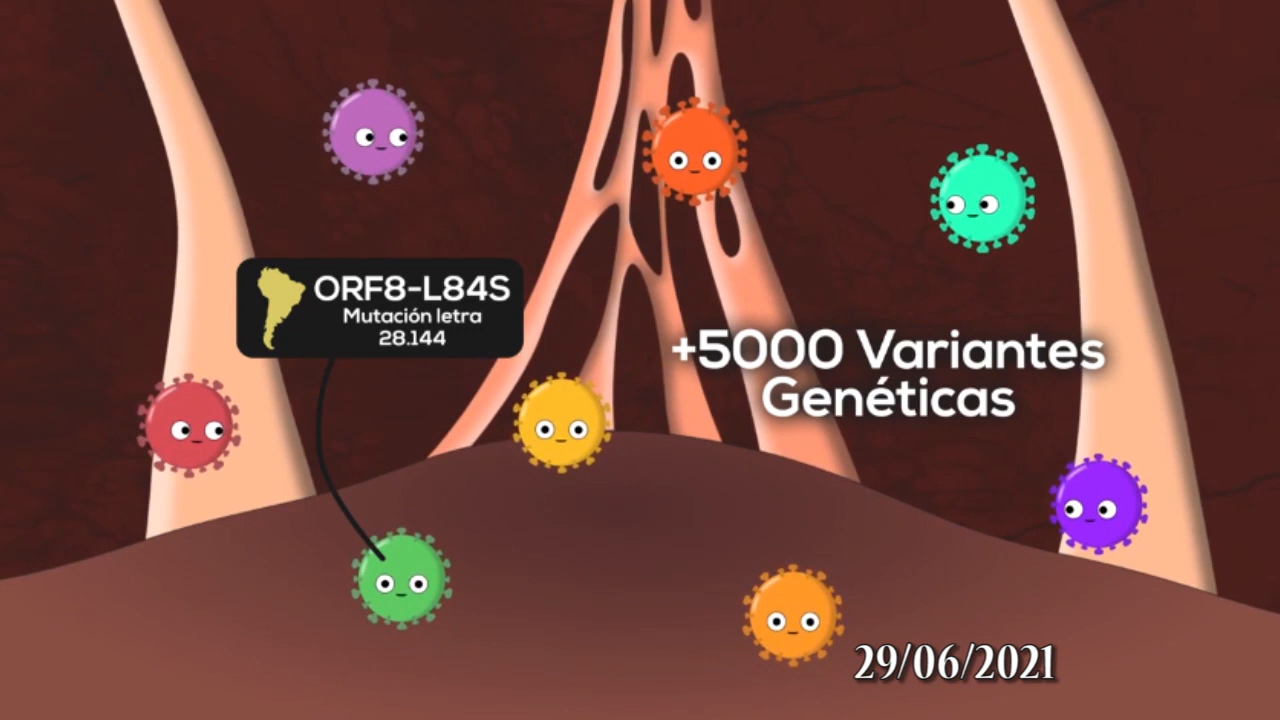 ORF8-L84S
Mutación letra
28.144
+5000 Variantes
Genéticas
29/06/2021